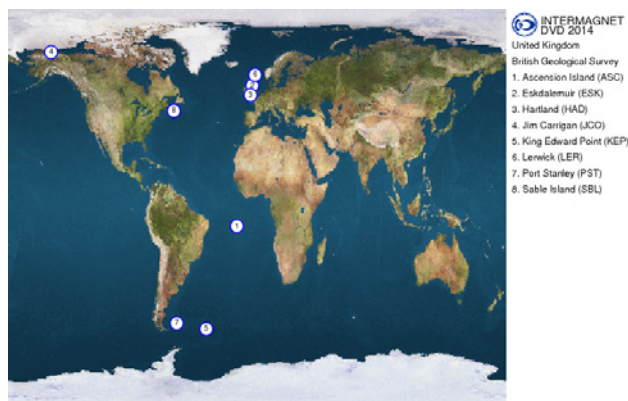 INTERMAGNET
DVD 2014
United Kingdom
British Geological Survey
1. Ascension Island (ASC)
2. Eskdalemuir (ESK)
3. Hartland (HAD)
4. Jim Carrigan (JCO)
5. King Edward Point (KEP)
6. Lerwick (LER)
7. Port Stanley (PST)
8. Sable Island (SBL)
4
6
2
3
8
1
7
5